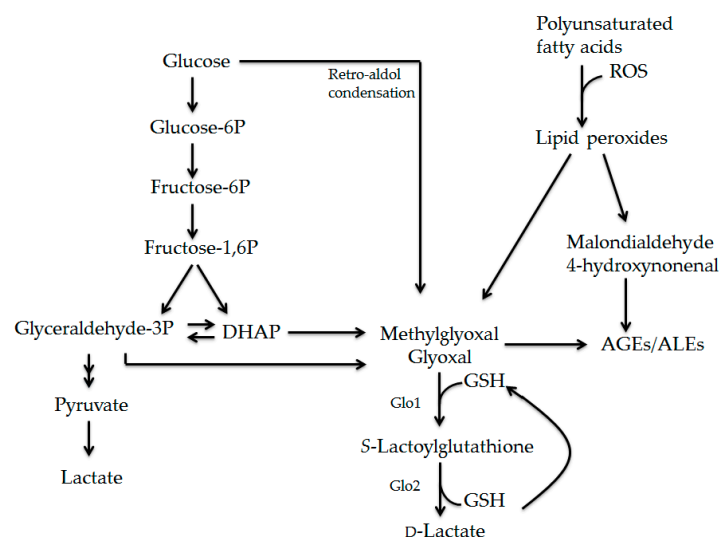 Polyunsaturated
fatty acids
ROS
Glucose
Retro-aldol
condensation
Glucose-6P
Lipid peroxides
Fructose-6P
Fructose-1,6P
Malondialdehyde
4-hydroxynonenal
Glyceraldehyde-3P
DHAP
Methylglyoxal
Glyoxal
AGEs/ALEs
GSH
Glo1
Pyruvate
S-Lactoylglutathione
Lactate
Glo2
GSH
D-Lactate